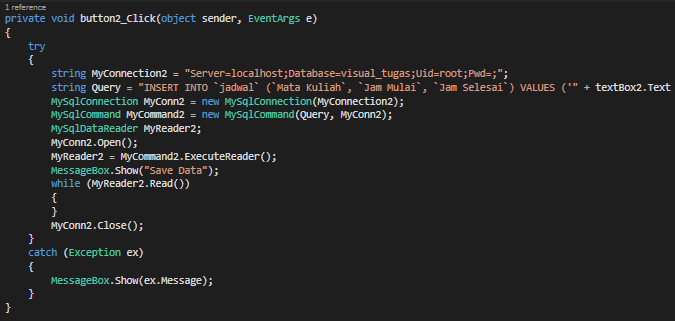 1 reference
private void button2_Click(object sender, EventArgs e)
{
    try
    {
        string MyConnection2 = "Server=localhost;Database=visual_tugas;Uid=root;Pwd=;";
        string Query = "INSERT INTO `jadwal` (`Mata Kuliah`, `Jam Mulai`, `Jam Selesai`) VALUES ('" + textBox2.Text
        MySqlConnection MyConn2 = new MySqlConnection(MyConnection2);
        MySqlCommand MyCommand2 = new MySqlCommand(Query, MyConn2);
        MySqlDataReader MyReader2;
        MyConn2.Open();
        MyReader2 = MyCommand2.ExecuteReader();
        MessageBox.Show("Save Data");
        while (MyReader2.Read())
        {
        }
        MyConn2.Close();
    }
    catch (Exception ex)
    {
        MessageBox.Show(ex.Message);
    }
}